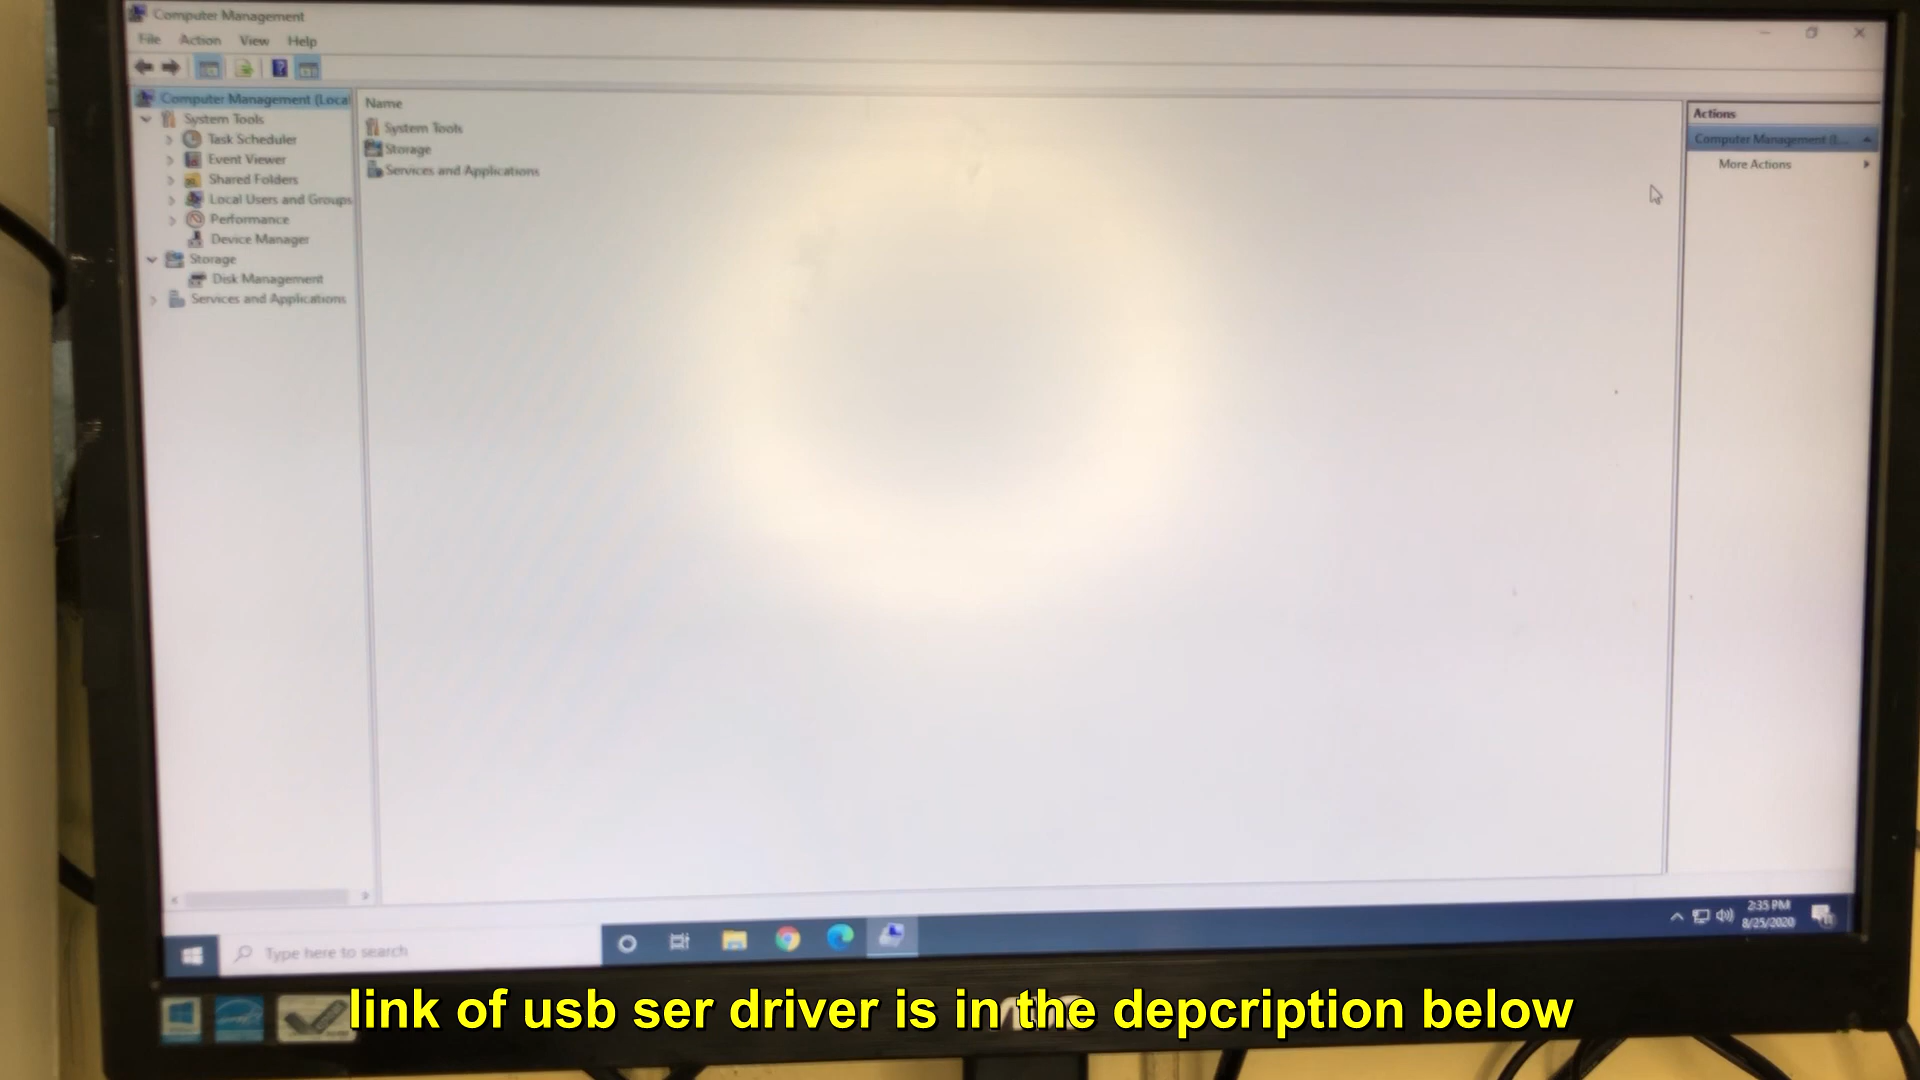 Computer Management
File Action View Help
Computer Management (Loca
System Tools
Task Scheduler
Event Viewer
Shared Folders
Local Users and Groups
Performance
Device Manager
Storage
Disk Management
Services and Applications
Name
System Tools
Storage
Services and Applications
Actions
Computer Management (L...
More Actions
Type here to search
2:35 PM
8/25/2020
link of usb ser driver is in the depcription below